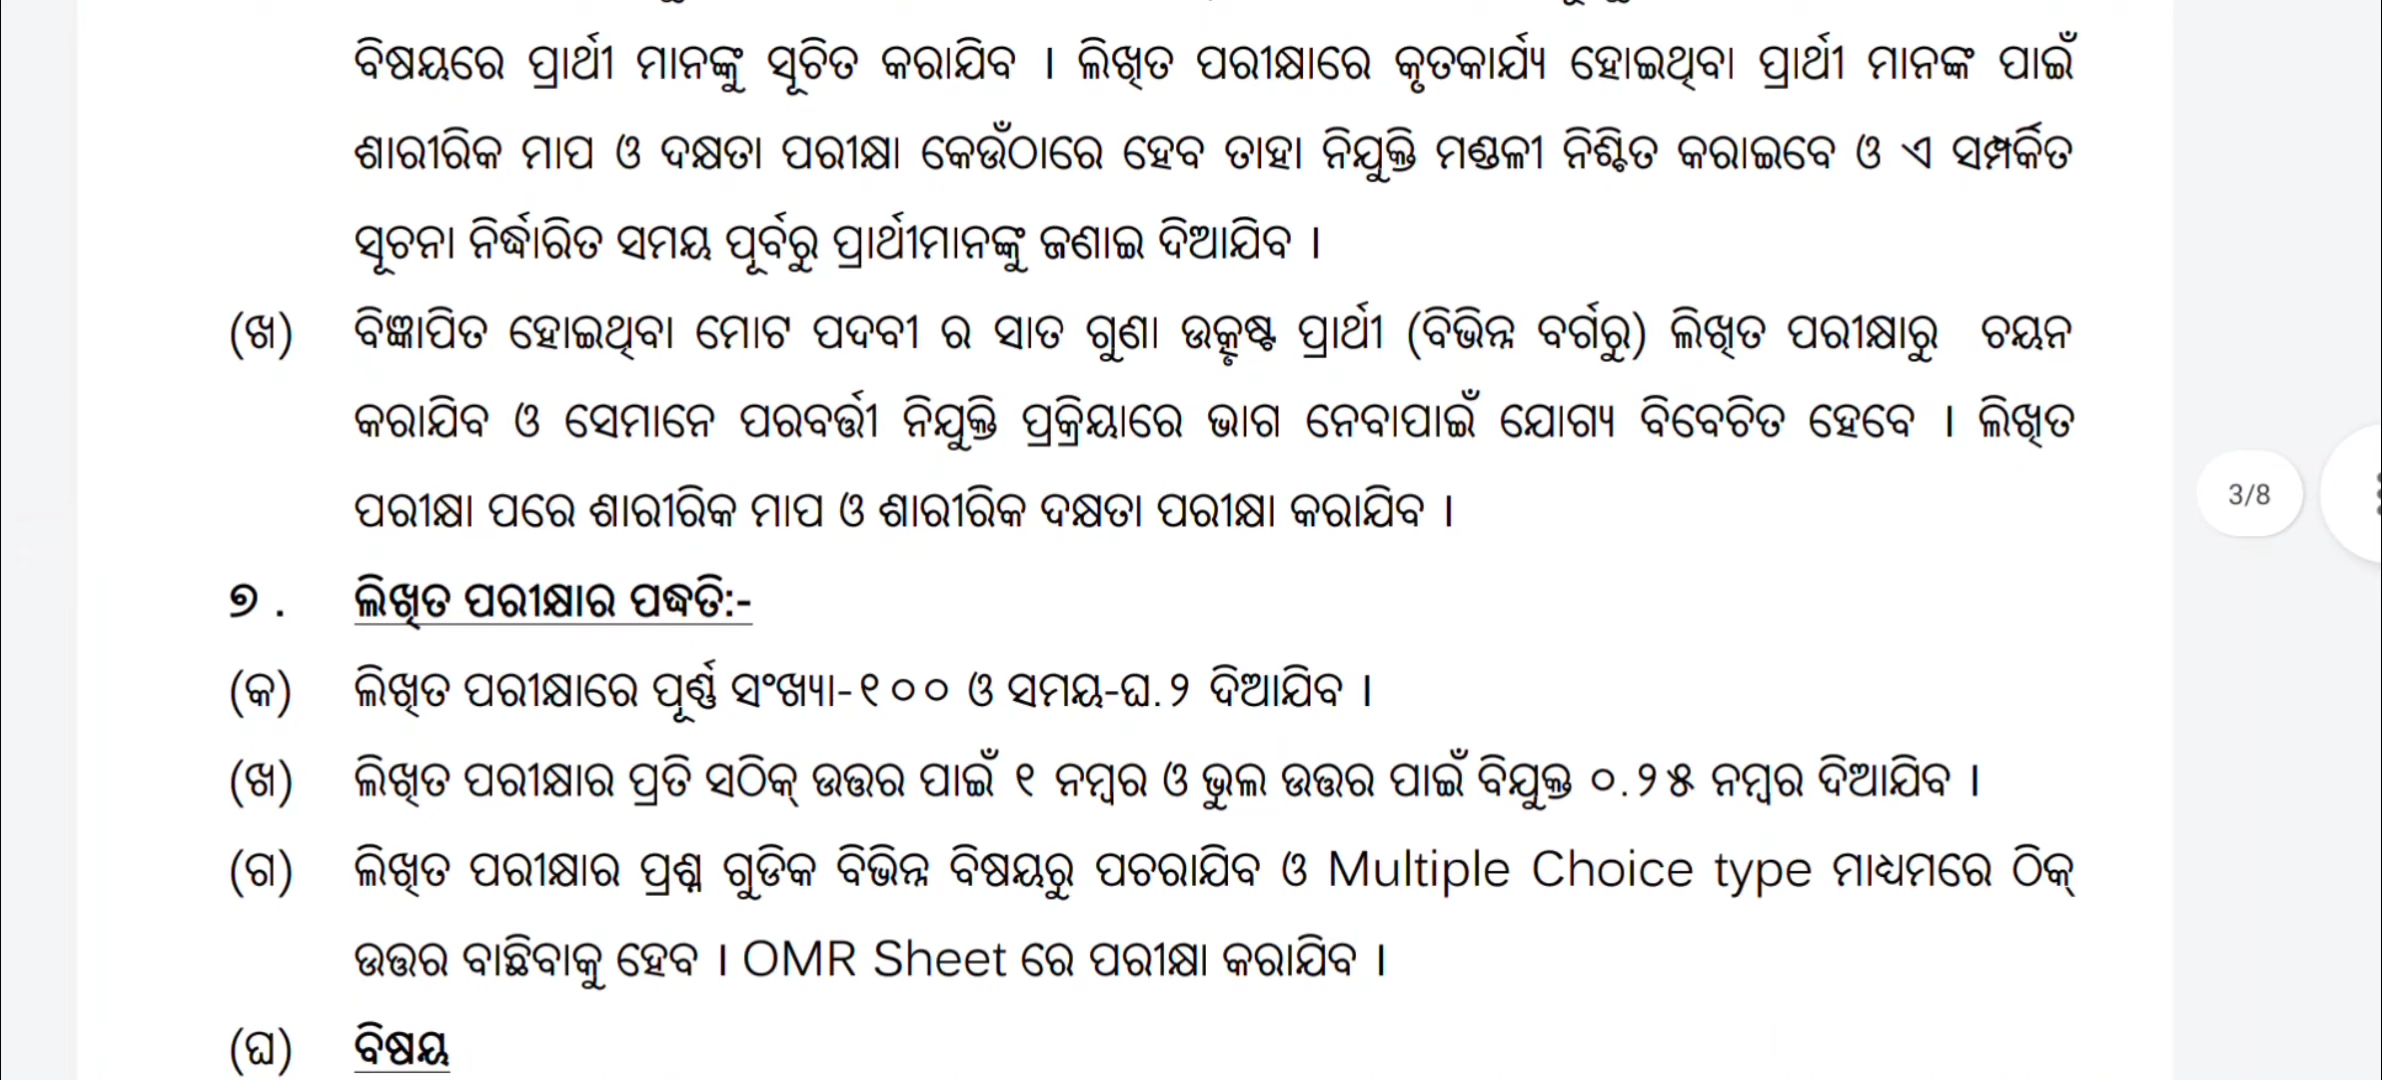 ବିଷୟରେ ପ୍ରାର୍ଥୀ ମାନଙ୍କୁ ସୂଚିତ କରାଯିବ । ଲିଖିତ ପରୀକ୍ଷାରେ କୃତକାର୍ଯ୍ୟ ହୋଇଥିବା ପ୍ରାର୍ଥୀ ମାନଙ୍କ ପାଇଁ
ଶାରୀରିକ ମାପ ଓ ଦକ୍ଷତା ପରୀକ୍ଷା କେଉଁଠାରେ ହେବ ତାହା ନିଯୁକ୍ତି ମଣ୍ଡଳୀ ନିଶ୍ଚିତ କରାଇବେ ଓ ଏ ସମ୍ପର୍କିତ
ସୂଚନା ନିର୍ଦ୍ଧାରିତ ସମୟ ପୂର୍ବରୁ ପ୍ରାର୍ଥୀମାନଙ୍କୁ ଜଣାଇ ଦିଆଯିବ ।
(ଖ) ବିଜ୍ଞାପିତ ହୋଇଥିବା ମୋଟ ପଦବୀ ର ସାତ ଗୁଣା ଉତ୍କୃଷ୍ଟ ପ୍ରାର୍ଥୀ (ବିଭିନ୍ନ ବର୍ଗରୁ) ଲିଖିତ ପରୀକ୍ଷାରୁ ଚୟନ
କରାଯିବ ଓ ସେମାନେ ପରବର୍ତ୍ତୀ ନିଯୁକ୍ତି ପ୍ରକ୍ରିୟାରେ ଭାଗ ନେବାପାଇଁ ଯୋଗ୍ୟ ବିବେଚିତ ହେବେ । ଲିଖିତ
ପରୀକ୍ଷା ପରେ ଶାରୀରିକ ମାପ ଓ ଶାରୀରିକ ଦକ୍ଷତା ପରୀକ୍ଷା କରାଯିବ ।
3/8
୭ . ଲିଖିତ ପରୀକ୍ଷାର ପଦ୍ଧତି:-
(କ) ଲିଖିତ ପରୀକ୍ଷାରେ ପୂର୍ଣ୍ଣ ସଂଖ୍ୟା-୧୦୦ ଓ ସମୟ-ଘ.୨ ଦିଆଯିବ ।
(ଖ) ଲିଖିତ ପରୀକ୍ଷାର ପ୍ରତି ସଠିକ୍ ଉତ୍ତର ପାଇଁ ୧ ନମ୍ବର ଓ ଭୁଲ ଉତ୍ତର ପାଇଁ ବିଯୁକ୍ତ ୦.୨୫ ନମ୍ବର ଦିଆଯିବ ।
(ଗ) ଲିଖିତ ପରୀକ୍ଷାର ପ୍ରଶ୍ନ ଗୁଡିକ ବିଭିନ୍ନ ବିଷୟରୁ ପଚରାଯିବ ଓ Multiple Choice type ମାଧ୍ୟମରେ ଠିକ୍
ଉତ୍ତର ବାଛିବାକୁ ହେବ । OMR Sheet ରେ ପରୀକ୍ଷା କରାଯିବ ।
(ଘ) ବିଷୟ